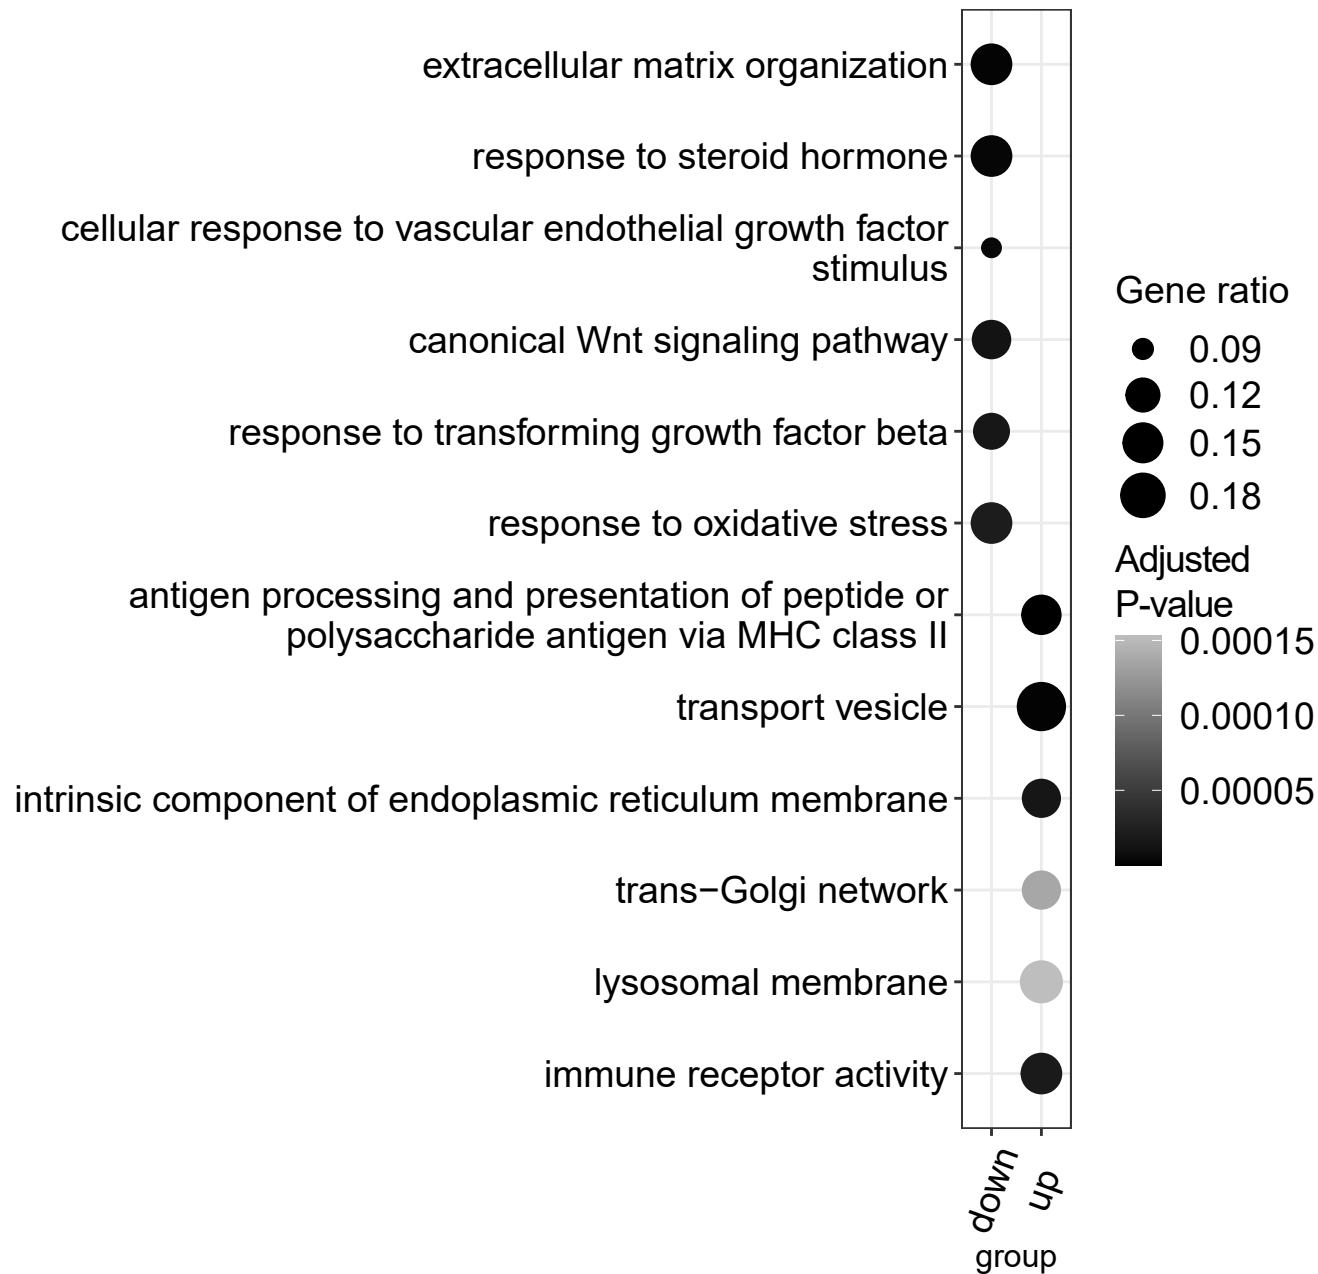 extracellular matrix organization
response to steroid hormone
cellular response to vascular endothelial growth factor
stimulus
canonical Wnt signaling pathway
response to transforming growth factor beta
response to oxidative stress
antigen processing and presentation of peptide or
polysaccharide antigen via MHC class II
transport vesicle
intrinsic component of endoplasmic reticulum membrane
trans−Golgi network
lysosomal membrane
immune receptor activity
down
up
group
Gene ratio
0.09
0.12
0.15
0.18
Adjusted
P-value
0.00015
0.00010
0.00005